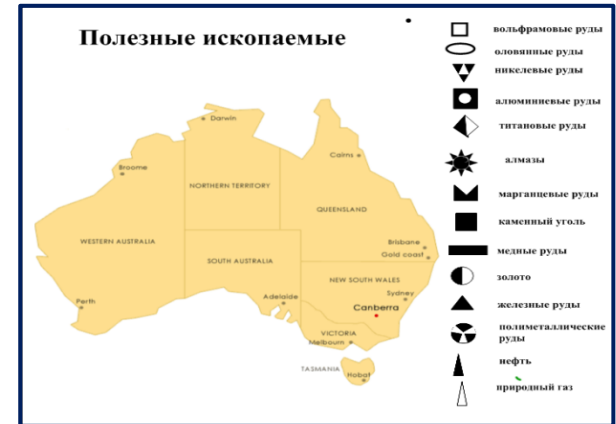 Полезные ископаемые
вольфрамовые руды
оловянные руды
никелевые руды
алюминиевые руды
титановые руды
алмазы
марганцевые руды
каменный уголь
медные руды
золото
железные руды
полиметаллические
руды
нефть
природный газ
Darwin
Cairns
Broome
NORTHERN TERRITORY
QUEENSLAND
WESTERN AUSTRALIA
Brisbane
Gold coast
SOUTH AUSTRALIA
NEW SOUTH WALES
Perth
Adelaide
Sydney
Canberra
VICTORIA
Melbourn
TASMANIA
Hobat